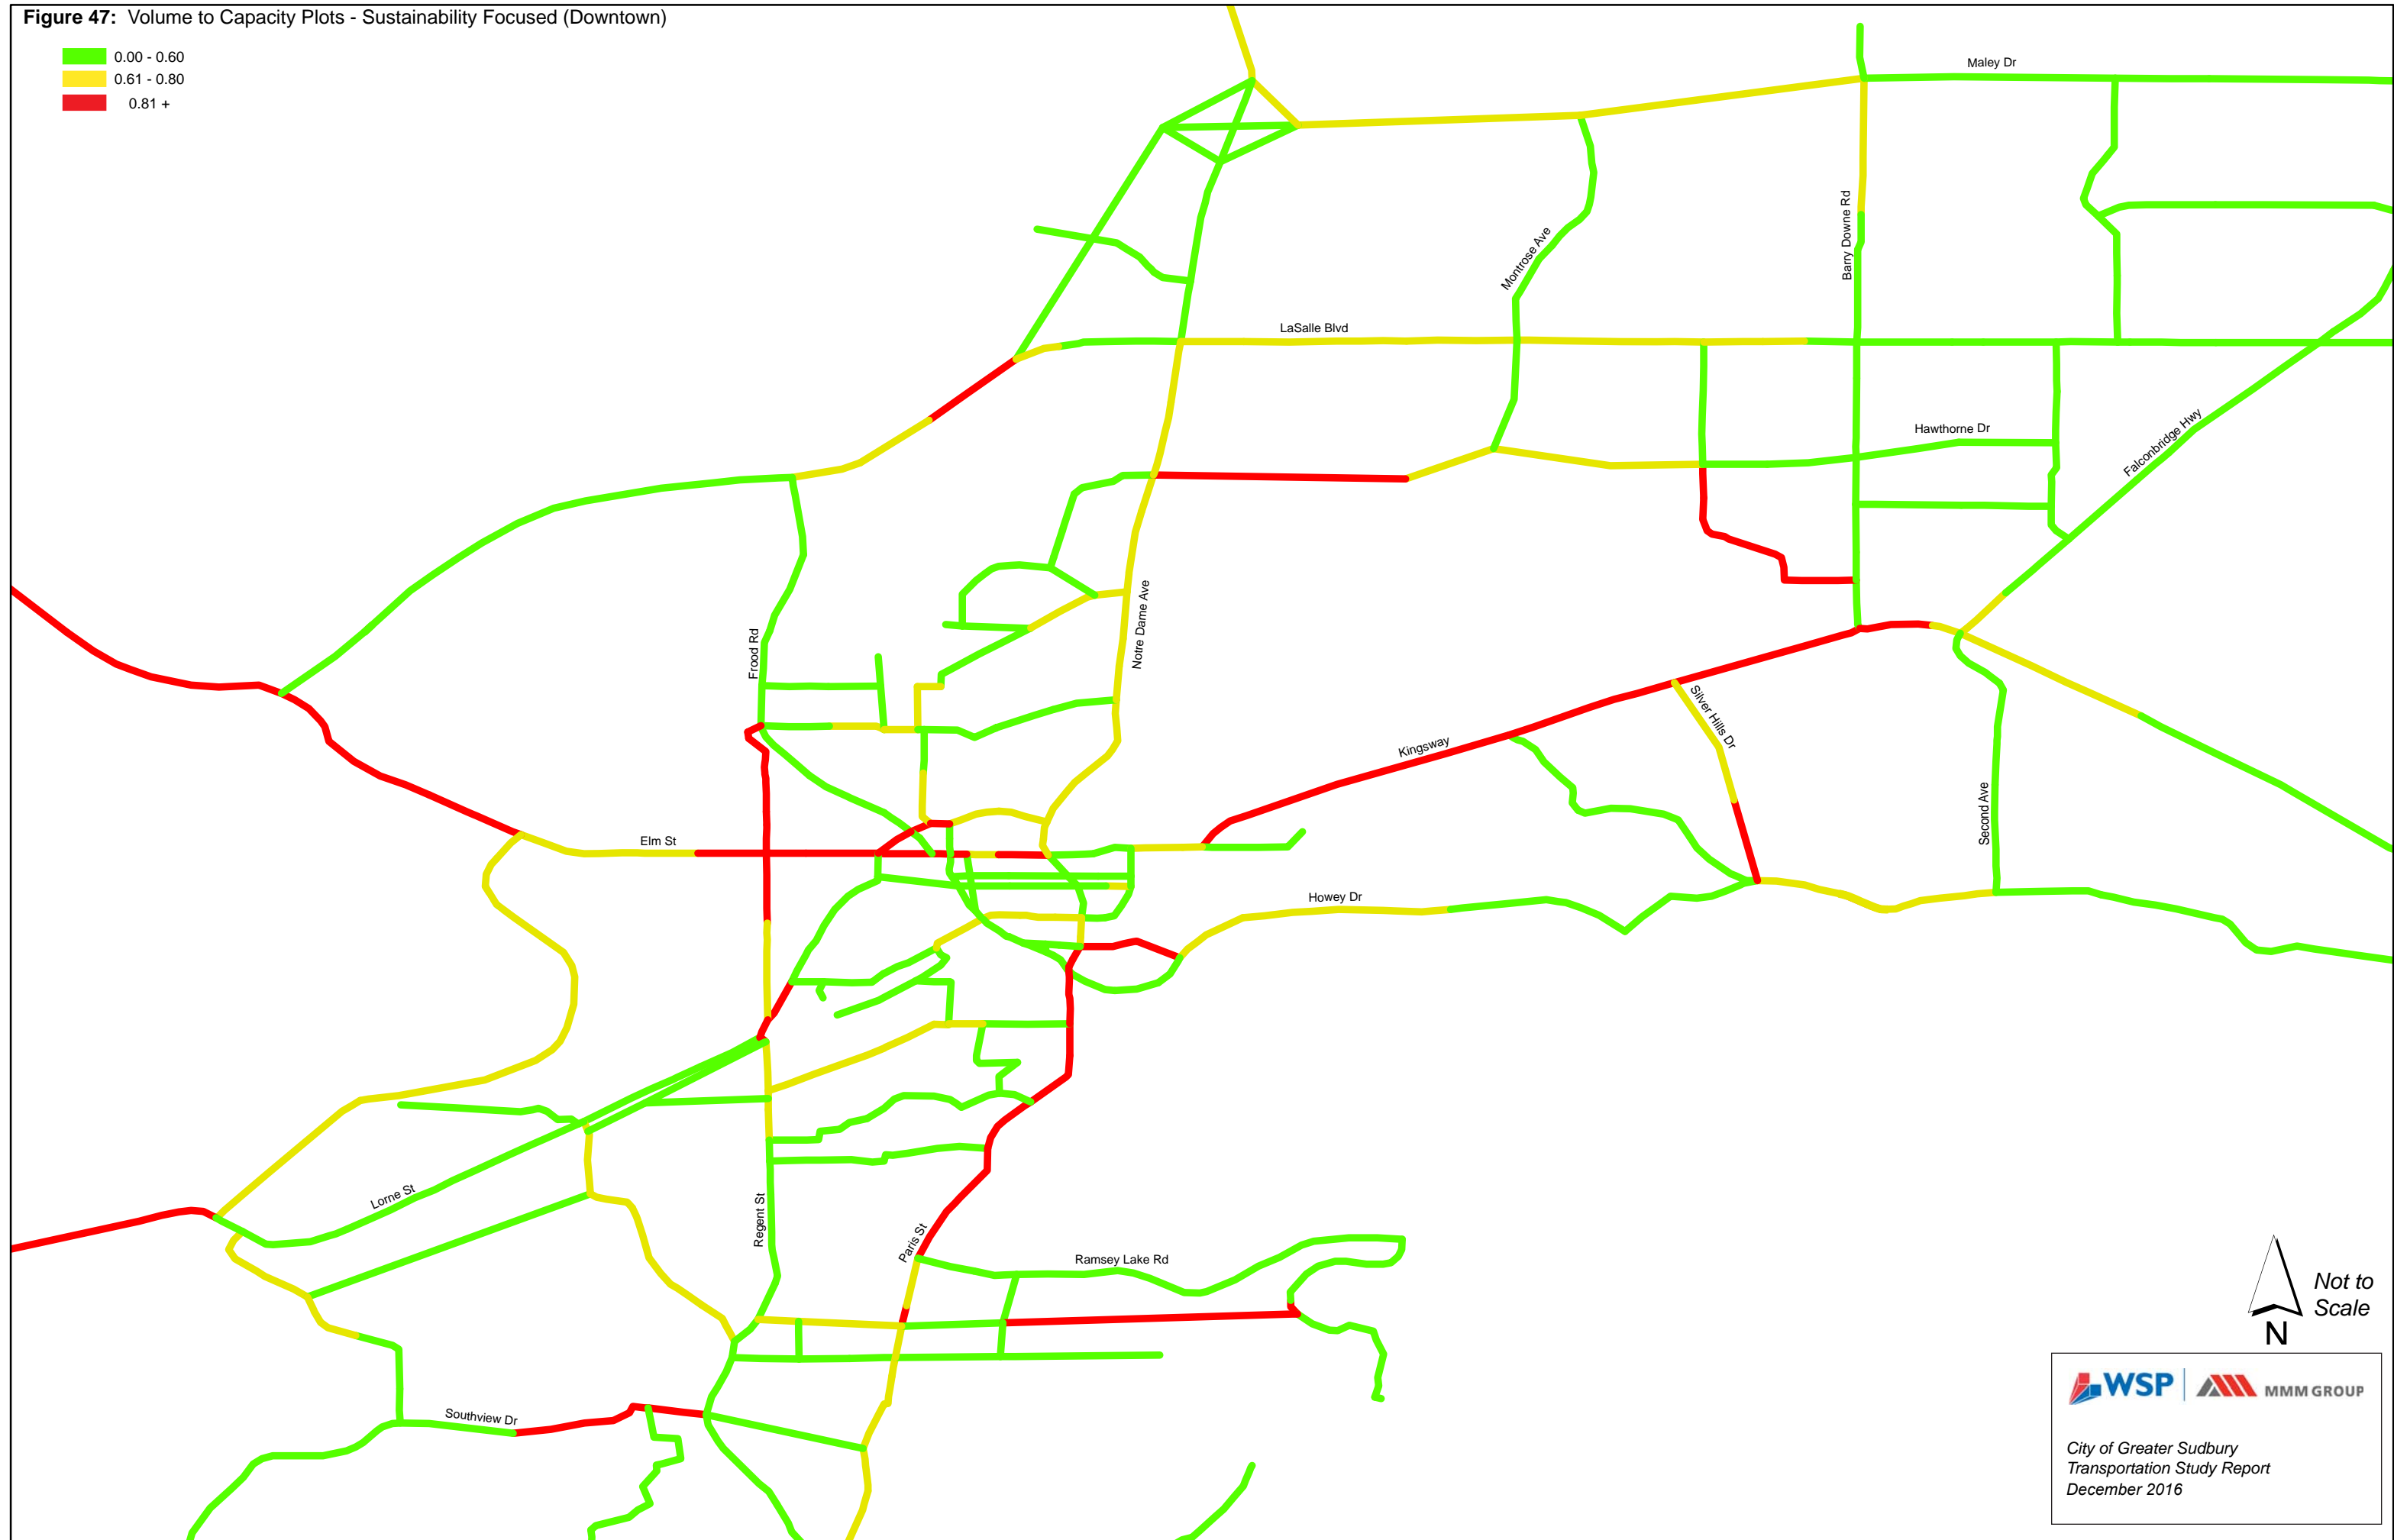 Figure 47: Volume to Capacity Plots - Sustainability Focused (Downtown)
0.00 - 0.60
0.61 - 0.80
0.81 +
Maley Dr
Barry Downe Rd
Montrose Ave
LaSalle Blvd
Hawthorne Dr
Falconbridge Hwy
Notre Dame Ave
Frood Rd
Silver Hills Dr
Kingsway
Second Ave
Elm St
Howey Dr
Lorne St
Regent St
Paris St
Ramsey Lake Rd
Southview Dr
Not to
Scale
N
WSP
MMM GROUP
City of Greater Sudbury
Transportation Study Report
December 2016